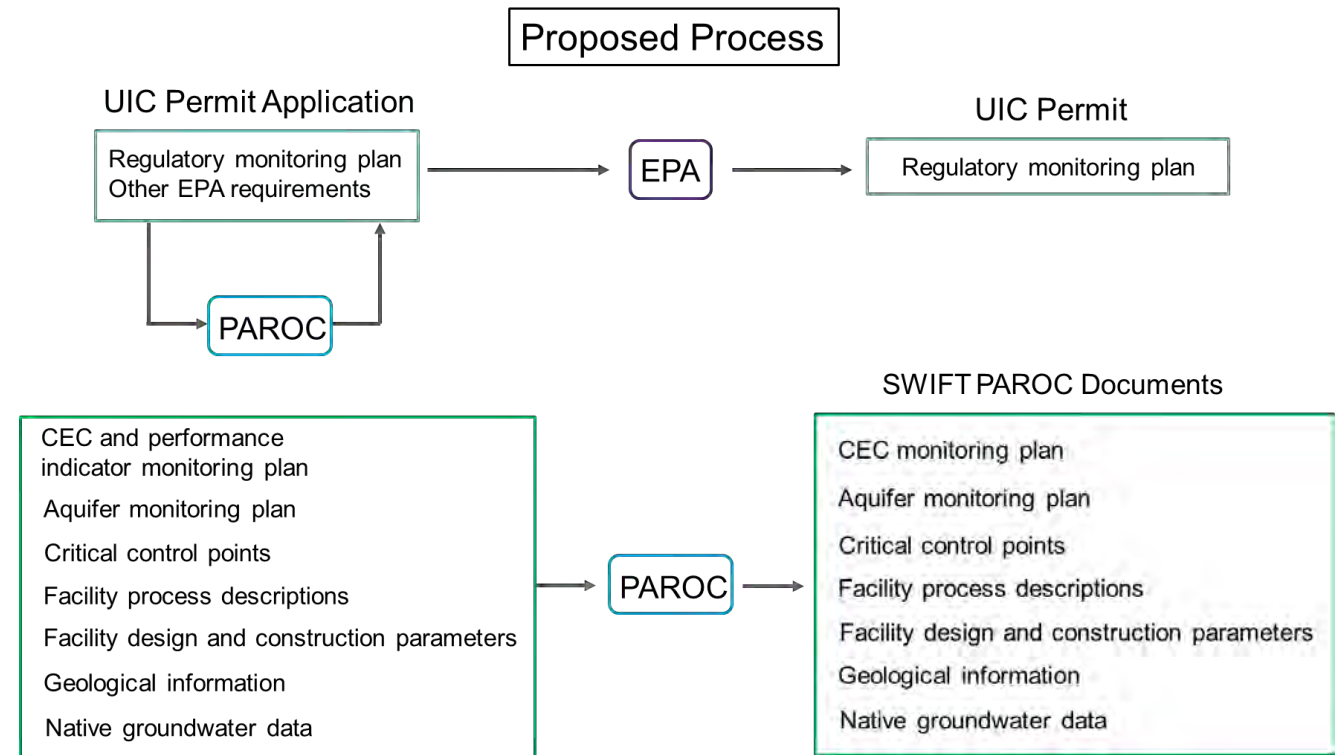 Proposed Process
UIC Permit Application
UIC Permit
Regulatory monitoring plan
Other EPA requirements
EPA
Regulatory monitoring plan
PAROC
SWIFT PAROC Documents
CEC and performance
indicator monitoring plan
Aquifer monitoring plan
Critical control points
Facility process descriptions
Facility design and construction parameters
Geological information
Native groundwater data
PAROC
CEC monitoring plan
Aquifer monitoring plan
Critical control points
Facility process descriptions
Facility design and construction parameters
Geological information
Native groundwater data